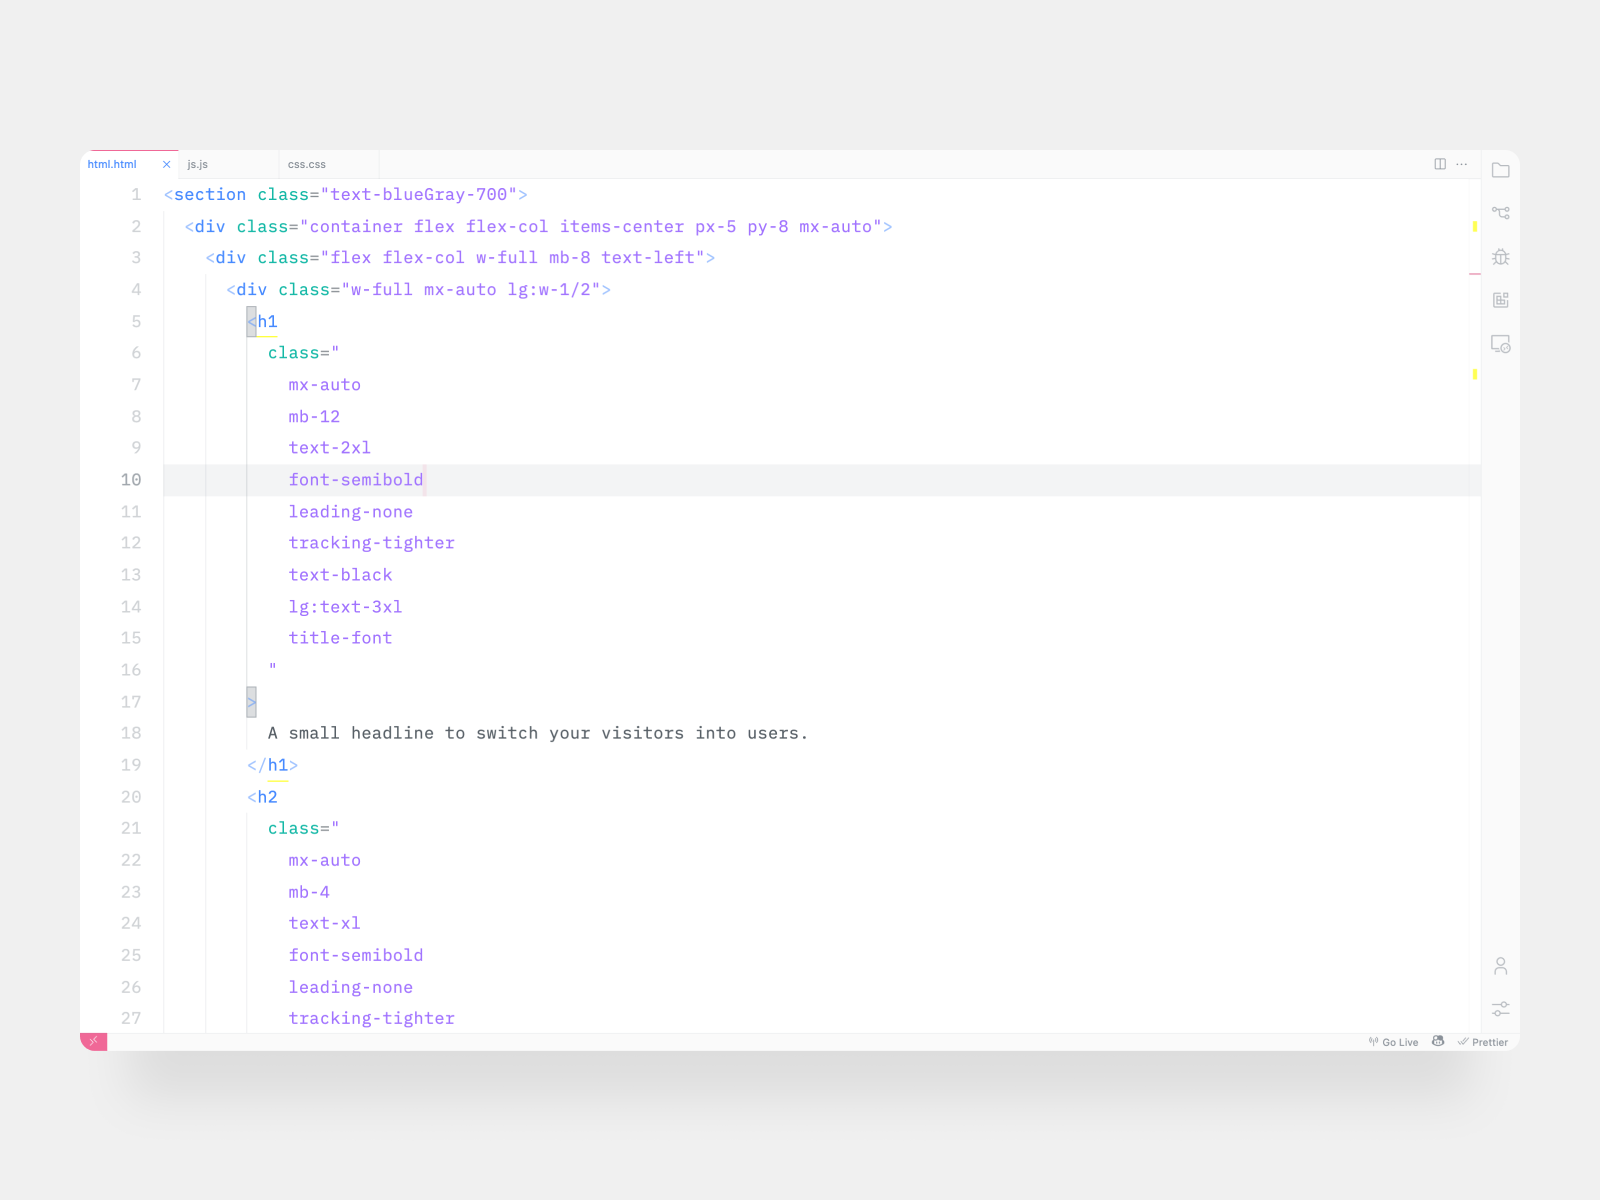 html.html js.js css.css
1 <section class="text-blueGray-700">
2 <div class="container flex flex-col items-center px-5 py-8 mx-auto">
3 <div class="flex flex-col w-full mb-8 text-left">
4 <div class="w-full mx-auto lg:w-1/2">
5 <h1
6 class="
7 mx-auto
8 mb-12
9 text-2xl
10 font-semibold
11 leading-none
12 tracking-tighter
13 text-black
14 lg:text-3xl
15 title-font
16 "
17 >
18 A small headline to switch your visitors into users.
19 </h1>
20 <h2
21 class="
22 mx-auto
23 mb-4
24 text-xl
25 font-semibold
26 leading-none
27 tracking-tighter
Go Live Prettier